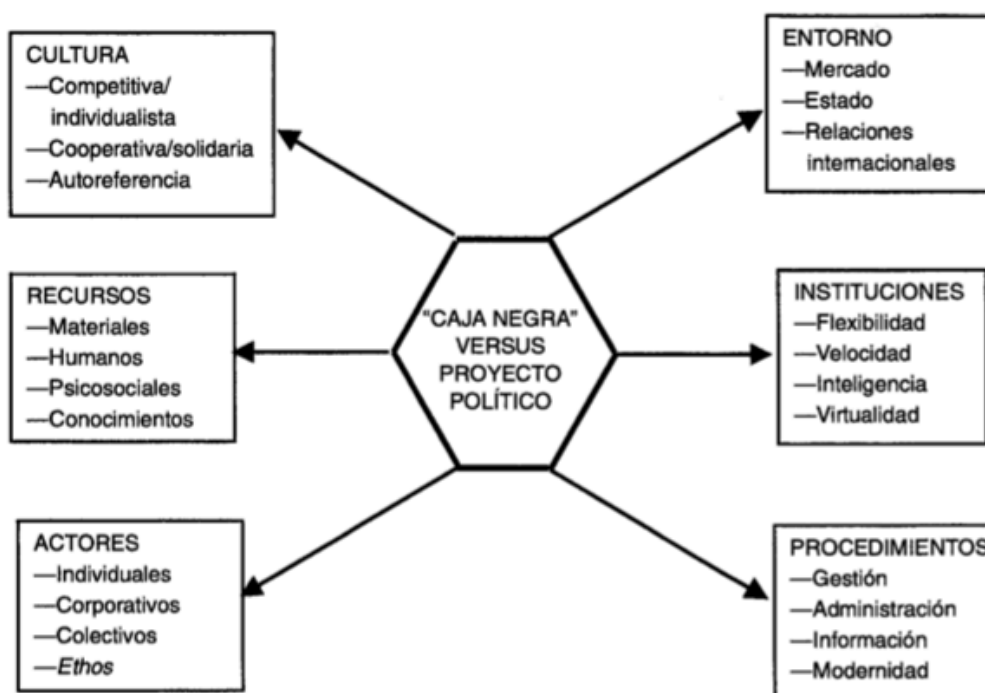 CULTURA
—Competitiva/
individualista
—Cooperativa/solidaria
—Autoreferencia
ENTORNO
—Mercado
—Estado
—Relaciones
internacionales
RECURSOS
—Materiales
—Humanos
—Psicosociales
—Conocimientos
"CAJA NEGRA"
VERSUS
PROYECTO
POLÍTICO
INSTITUCIONES
—Flexibilidad
—Velocidad
—Inteligencia
—Virtualidad
ACTORES
—Individuales
—Corporativos
—Colectivos
—Ethos
PROCEDIMIENTOS
—Gestión
—Administración
—Información
—Modernidad